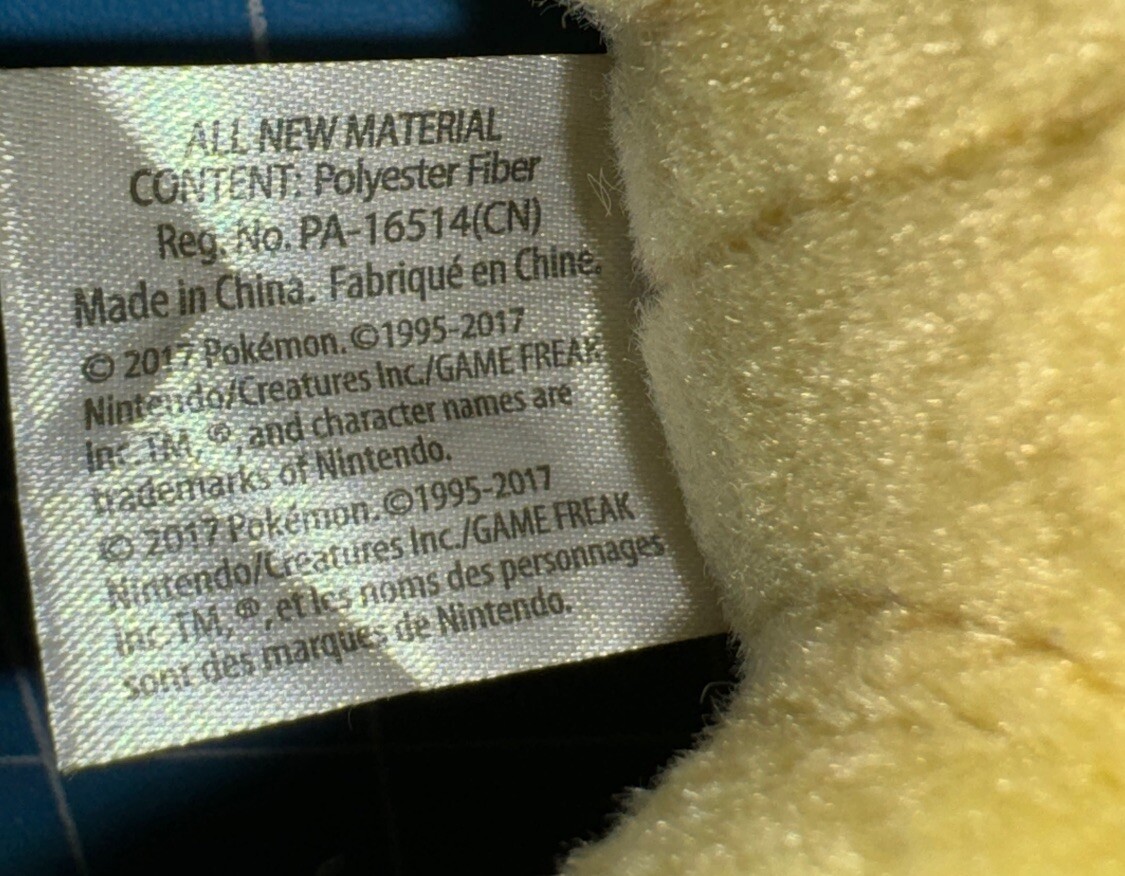 ALL NEW MATERIAL
CONTENT: Polyester Fiber
Reg. No. PA-16514(CN)
Made in China. Fabriqué en Chine.
© 2017 Pokémon. ©1995-2017
Nintendo/Creatures Inc./GAME FREAK
inc. TM, ®, and character names are
trademarks of Nintendo.
© 2017 Pokémon. ©1995-2017
Nintendo/Creatures Inc./GAME FREAK
inc. TM, ®, et les noms des personnages
sont des marques de Nintendo.